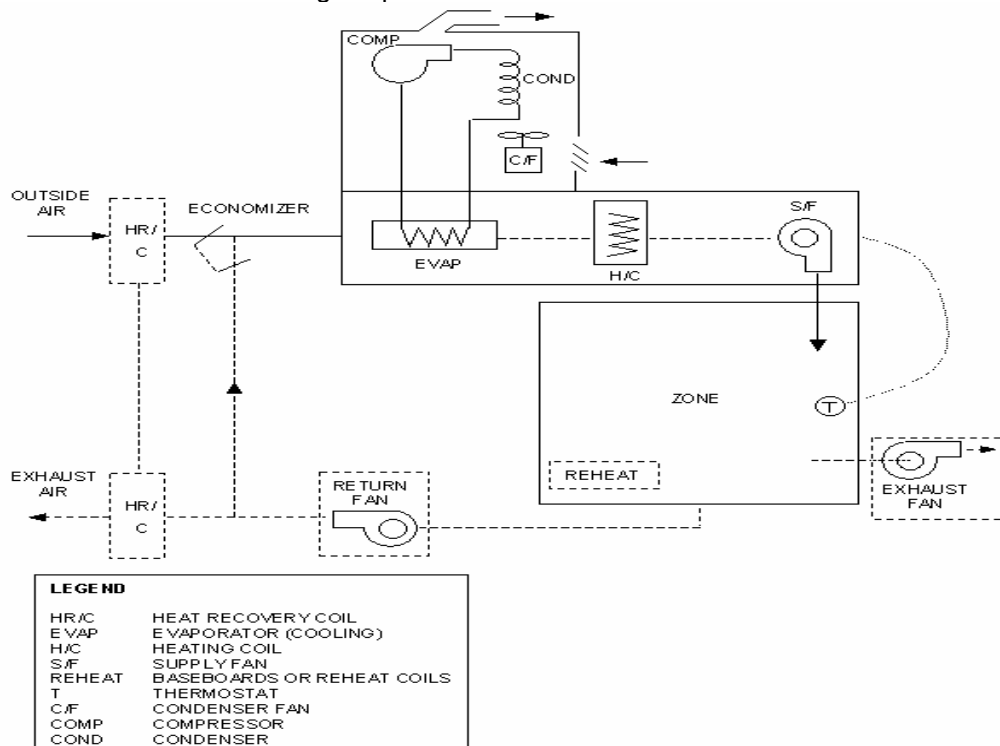 COMP
COND
C/F
OUTSIDE
AIR
HR/
C
ECONOMIZER
EVAP
H/C
S/F
ZONE
T
REHEAT
EXHAUST
FAN
EXHAUST
AIR
HR/
C
RETURN
FAN
LEGEND
HR/C HEAT RECOVERY COIL
EVAP EVAPORATOR (COOLING)
H/C HEATING COIL
S/F SUPPLY FAN
REHEAT BASEBOARDS OR REHEAT COILS
T THERMOSTAT
C/F CONDENSER FAN
COMP COMPRESSOR
COND CONDENSER